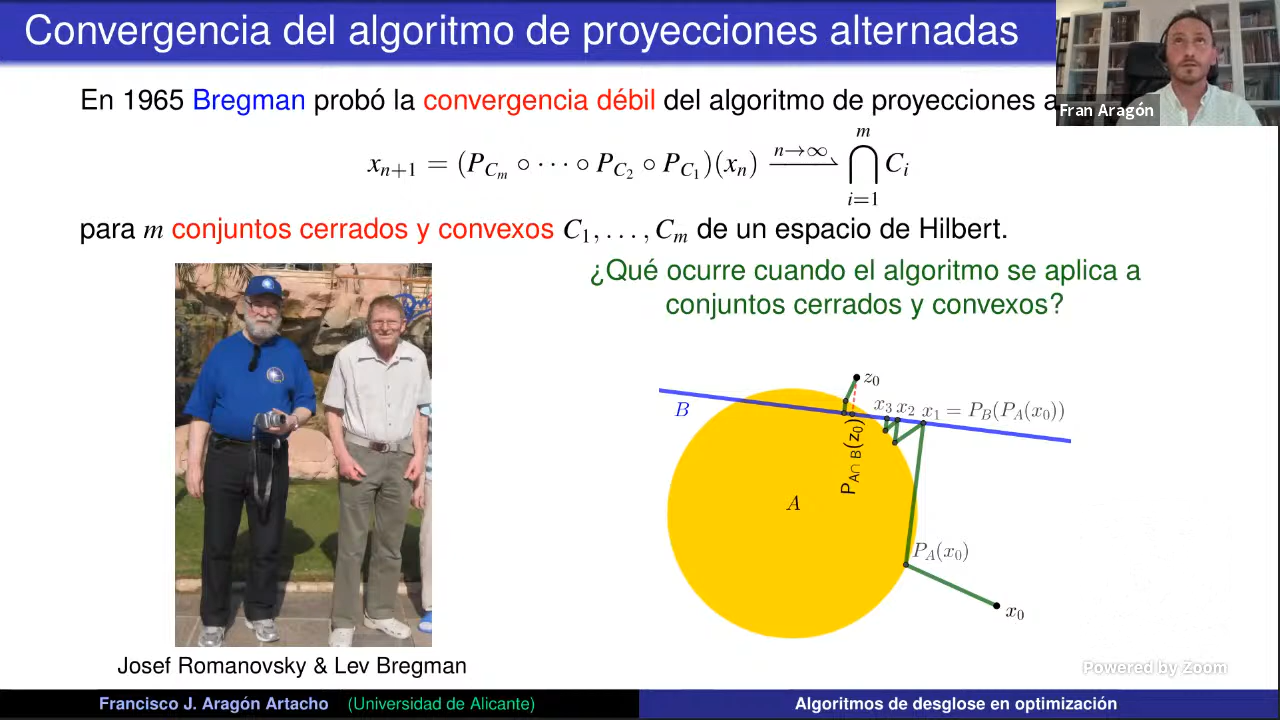 Convergencia del algoritmo de proyecciones alternadas
Fran Aragón
En 1965 Bregman probó la convergencia débil del algoritmo de proyecciones a
x_{n+1} = (P_{C_m} ∘ ⋯ ∘ P_{C_2} ∘ P_{C_1})(x_n) \xrightharpoonup{n→∞} ⋂_{i=1}^{m} C_i
para m conjuntos cerrados y convexos C_1, . . . , C_m de un espacio de Hilbert.
¿Qué ocurre cuando el algoritmo se aplica a
conjuntos cerrados y convexos?
z_0
B
x_3 x_2 x_1 = P_B(P_A(x_0))
P_{A∩B}(z_0)
A
P_A(x_0)
x_0
Josef Romanovsky & Lev Bregman
Powered by Zoom
Francisco J. Aragón Artacho (Universidad de Alicante)
Algoritmos de desglose en optimización